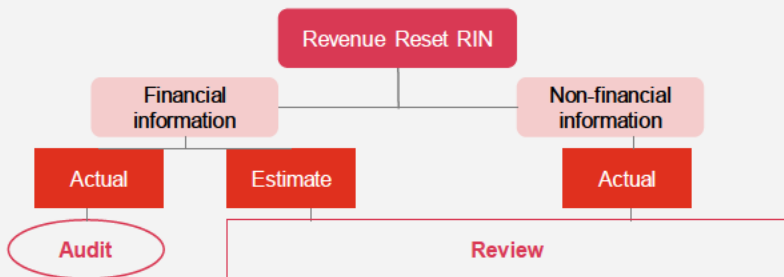 Revenue Reset RIN
Financial
information
Non-financial
information
Actual
Estimate
Actual
Audit
Review